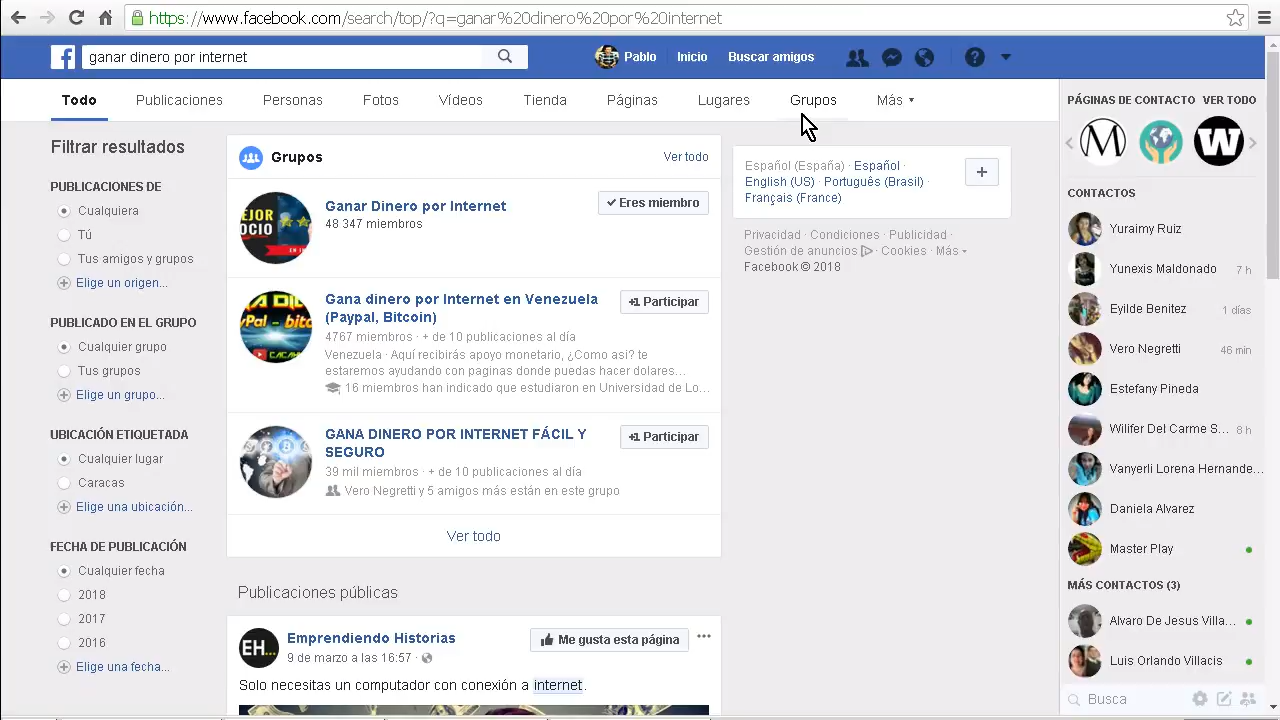 https://www.facebook.com/search/top/?q=ganar%20dinero%20por%20internet
ganar dinero por internet
Pablo
Inicio
Buscar amigos
Todo
Publicaciones
Personas
Fotos
Vídeos
Tienda
Páginas
Lugares
Grupos
Más
Filtrar resultados
PUBLICACIONES DE
Cualquiera
Tú
Tus amigos y grupos
Elige un origen...
PUBLICADO EN EL GRUPO
Cualquier grupo
Tus grupos
Elige un grupo...
UBICACIÓN ETIQUETADA
Cualquier lugar
Caracas
Elige una ubicación...
FECHA DE PUBLICACIÓN
Cualquier fecha
2018
2017
2016
Elige una fecha...
Grupos
Ver todo
Ganar Dinero por Internet
48 347 miembros
Eres miembro
Gana dinero por Internet en Venezuela
(Paypal, Bitcoin)
+1 Participar
4767 miembros · + de 10 publicaciones al día
Venezuela · Aquí recibirás apoyo monetario, ¿Como asi? te
estaremos ayudando con paginas donde puedas hacer dolares...
16 miembros han indicado que estudiaron en Universidad de Lo...
GANA DINERO POR INTERNET FÁCIL Y
SEGURO
+1 Participar
39 mil miembros · + de 10 publicaciones al día
Vero Negretti y 5 amigos más están en este grupo
Ver todo
Publicaciones públicas
EH...
Emprendiendo Historias
9 de marzo a las 16:57 ·
Me gusta esta página
Solo necesitas un computador con conexión a internet.
Español (España) · Español ·
English (US) · Português (Brasil) ·
Français (France)
Privacidad · Condiciones · Publicidad ·
Gestión de anuncios · Cookies · Más
Facebook © 2018
PÁGINAS DE CONTACTO VER TODO
CONTACTOS
Yuranny Ruiz
Yunexis Maldonado 7 h
Eyilde Benitez 1 días
Vero Negretti 46 min
Estefany Pineda
Wilifer Del Carme S... 8 h
Yanyerli Lorena Hernande...
Daniela Alvarez
Master Play
MÁS CONTACTOS (3)
Alvaro De Jesus Villa...
Luis Orlando Villacis
Busca